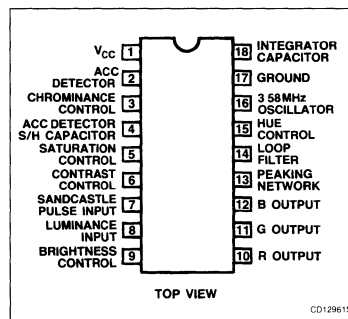 VCC 1
ACC DETECTOR 2
CHROMINANCE CONTROL 3
ACC DETECTOR S/H CAPACITOR 4
SATURATION CONTROL 5
CONTRAST CONTROL 6
SANDCASTLE PULSE INPUT 7
LUMINANCE INPUT 8
BRIGHTNESS CONTROL 9
18 INTEGRATOR CAPACITOR
17 GROUND
16 3 58MHz OSCILLATOR
15 HUE CONTROL
14 LOOP FILTER
13 PEAKING NETWORK
12 B OUTPUT
11 G OUTPUT
10 R OUTPUT
TOP VIEW
CD12961S